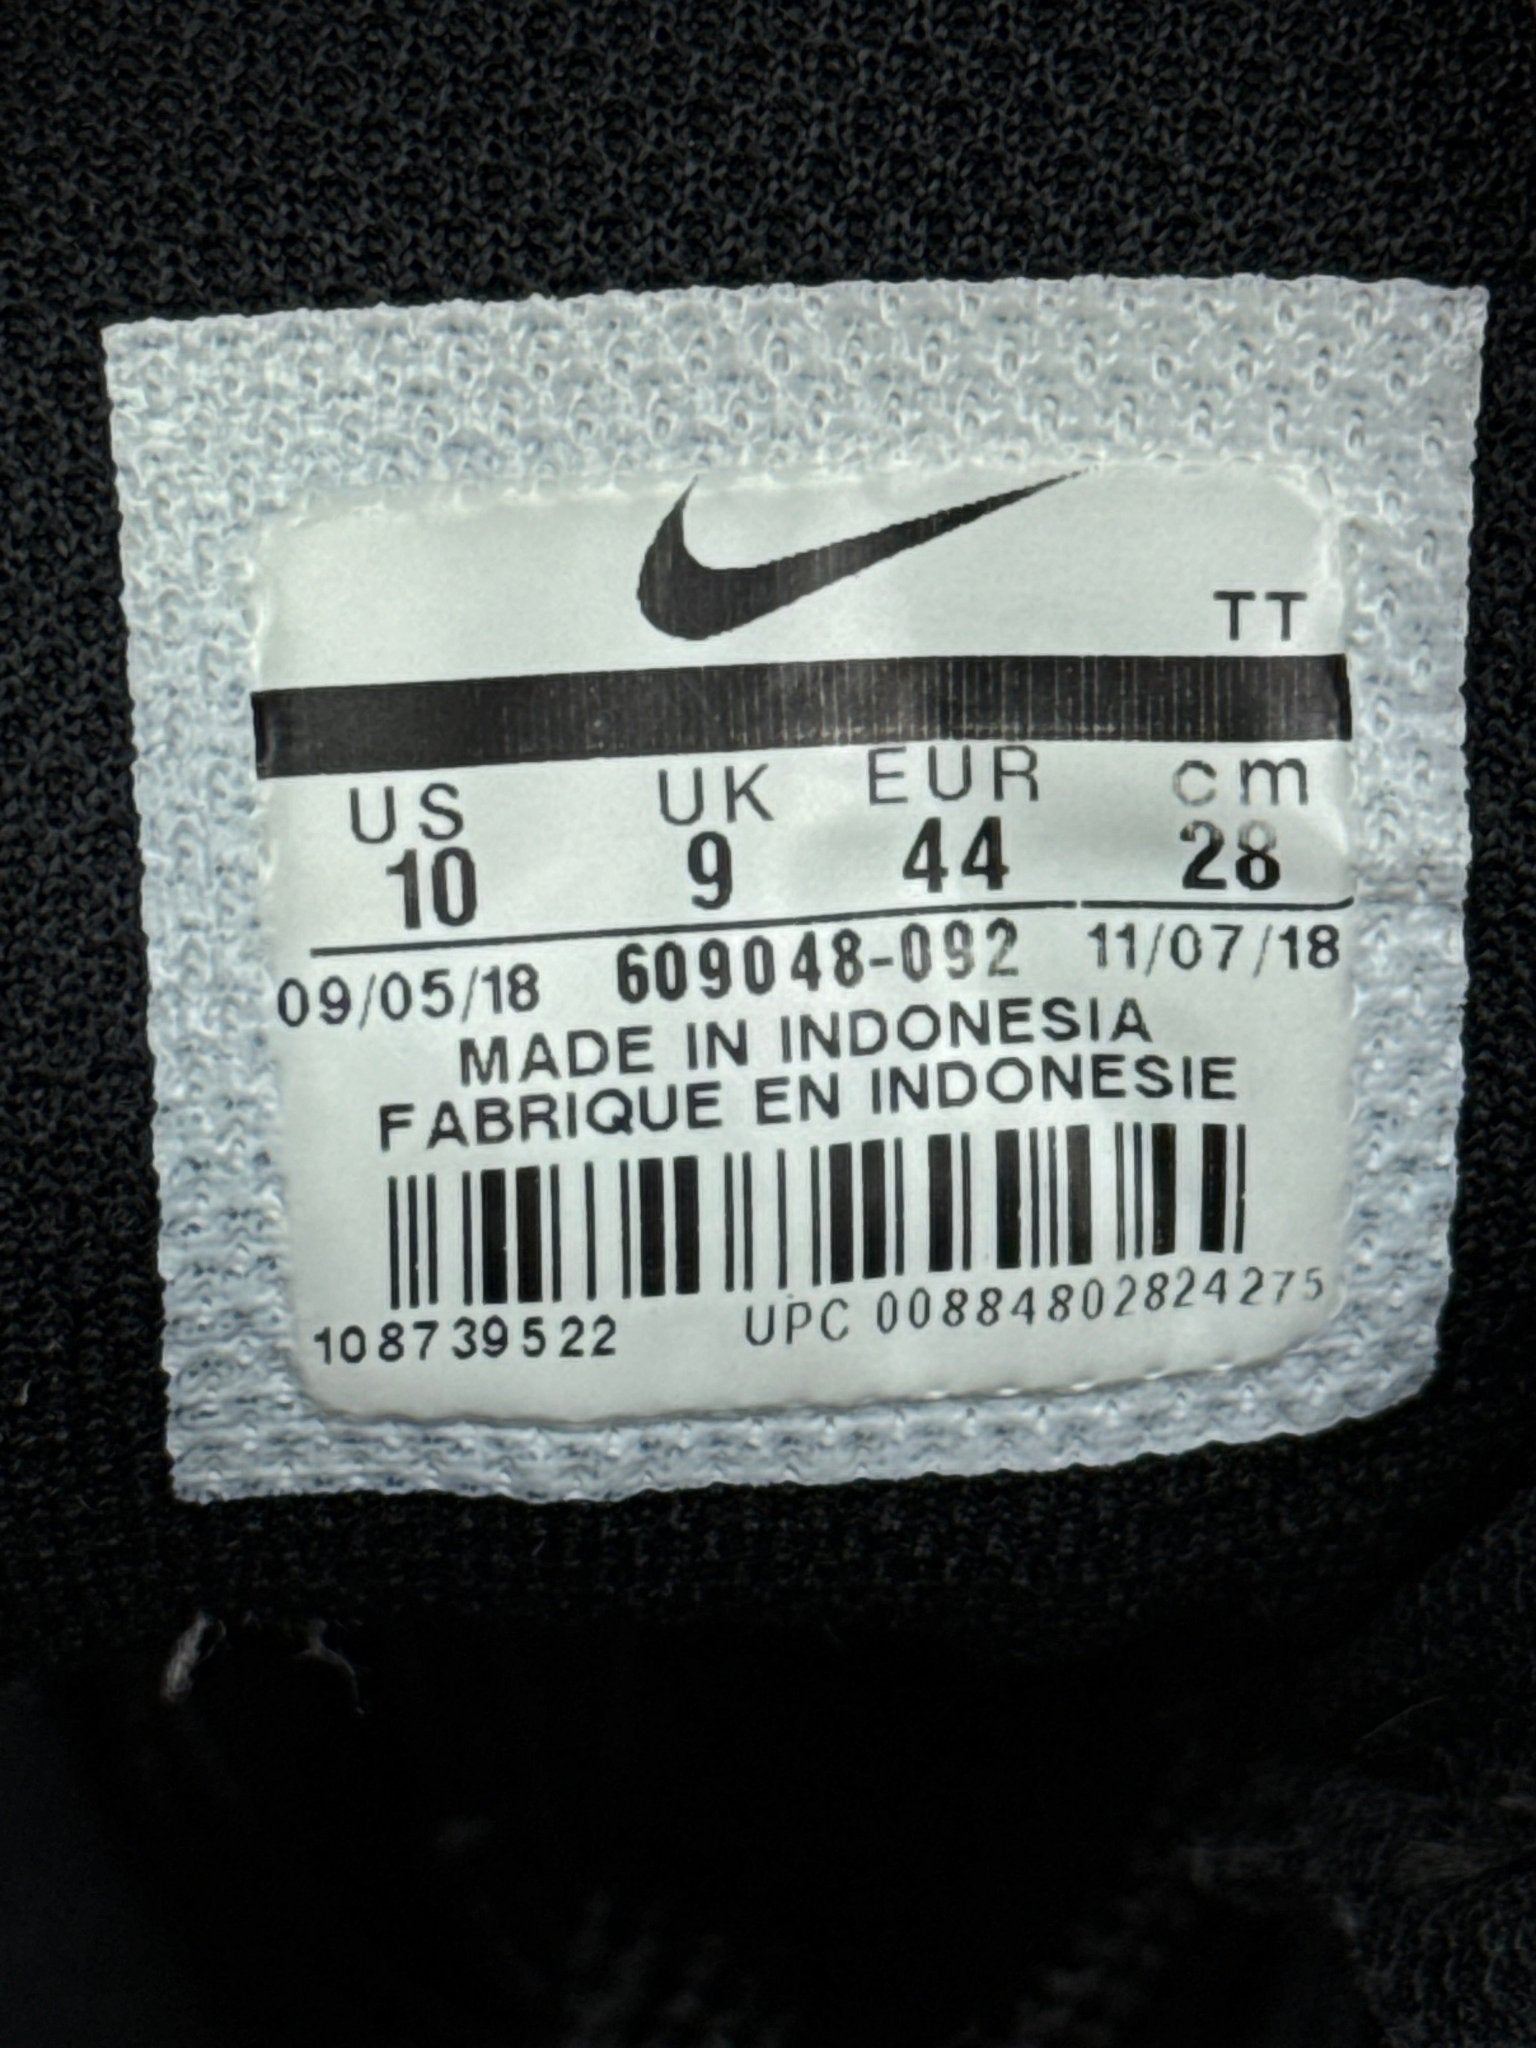 TT
US UK EUR cm
10 9 44 28
09/05/18 609048-092 11/07/18
MADE IN INDONESIA
FABRIQUE EN INDONESIE
108739522 UPC 00884802824275